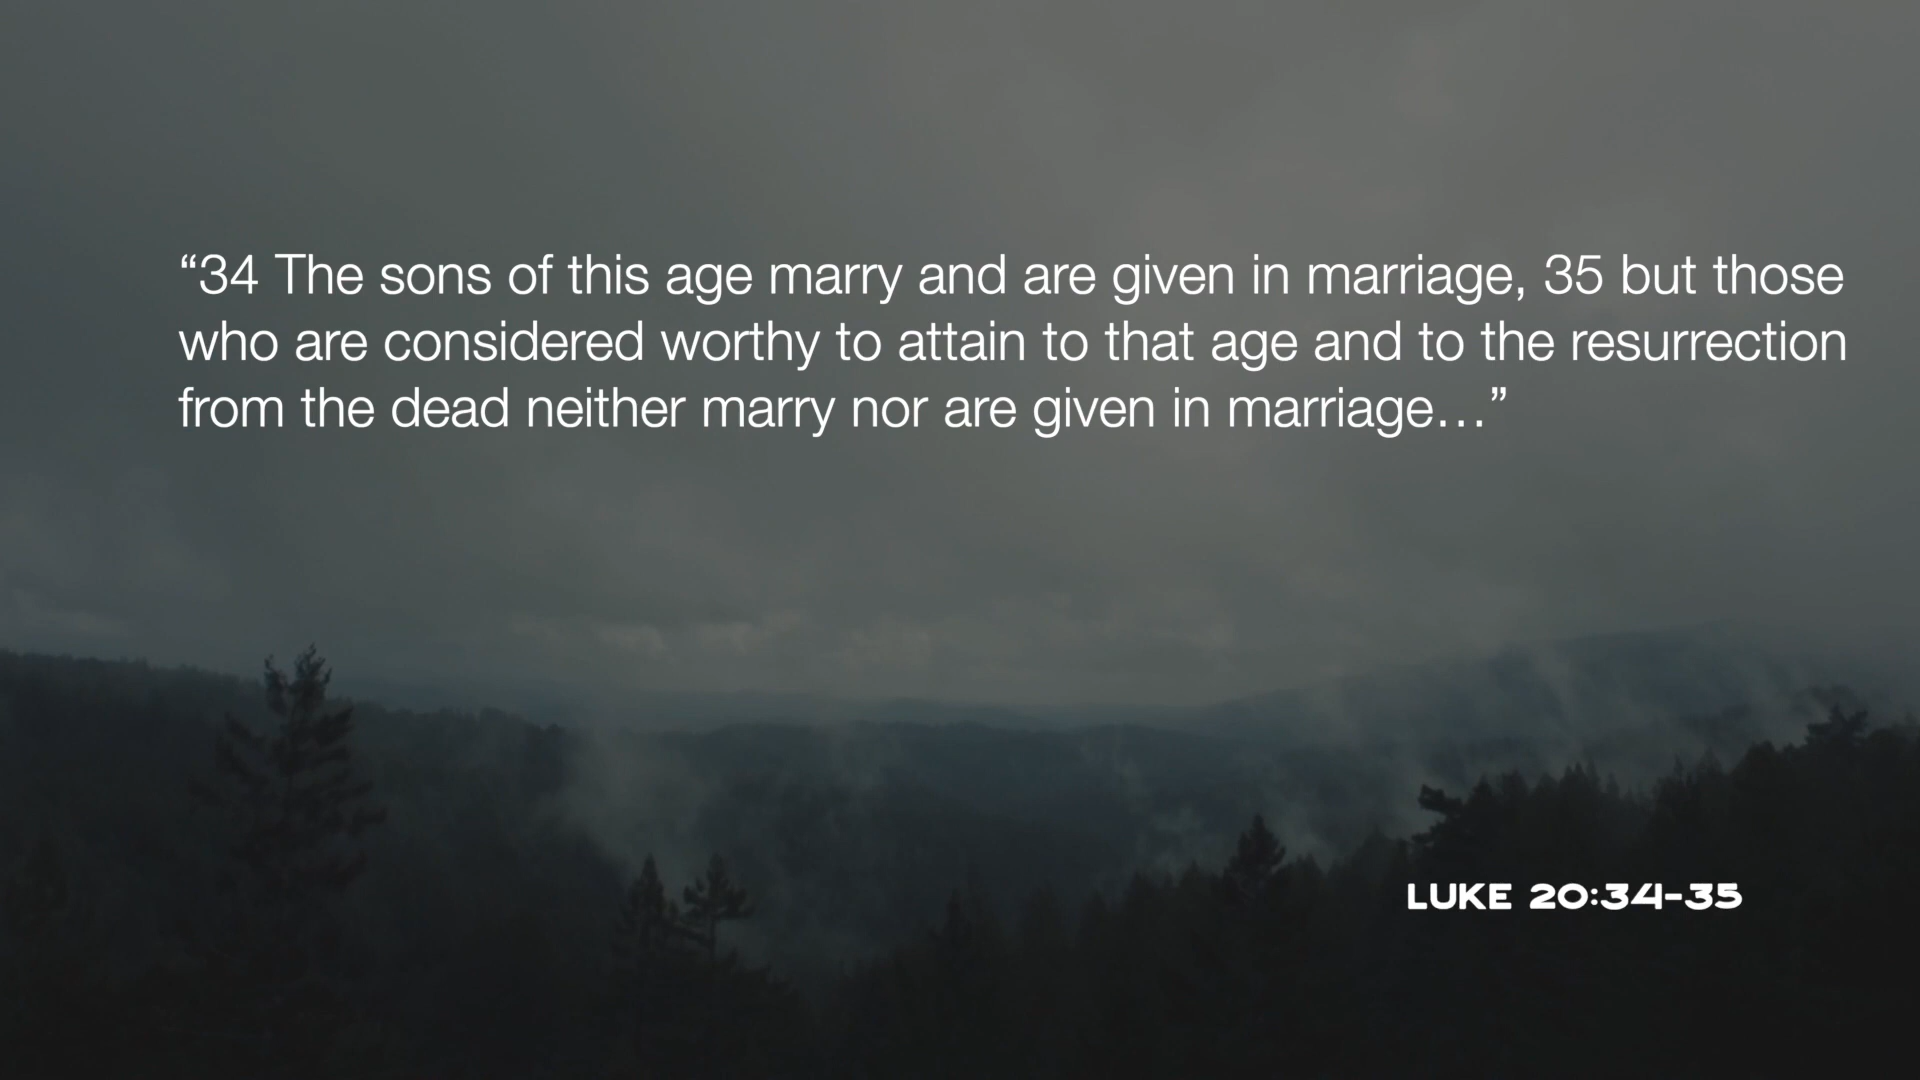 “34 The sons of this age marry and are given in marriage, 35 but those
who are considered worthy to attain to that age and to the resurrection
from the dead neither marry nor are given in marriage…”
LUKE 20:34-35